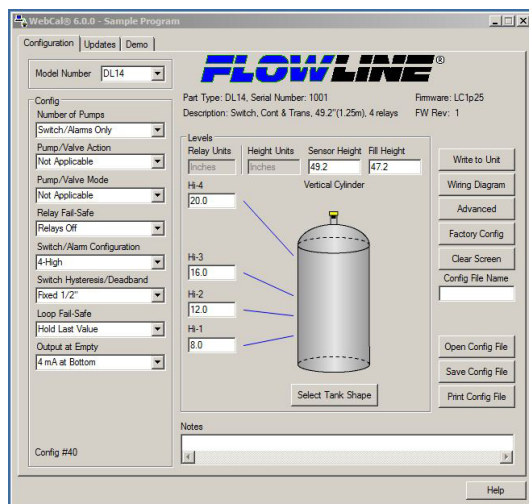 WebCal® 6.0.0 - Sample Program
Configuration Updates Demo
Model Number DL14
FLOWLINE®
Part Type: DL14, Serial Number: 1001 Firmware: LC1p25
Description: Switch, Cont & Trans, 49.2"(1.25m), 4 relays FW Rev: 1
Config
Number of Pumps
Switch/Alarms Only
Pump/Valve Action
Not Applicable
Pump/Valve Mode
Not Applicable
Relay Fail-Safe
Relays Off
Switch/Alarm Configuration
4-High
Switch Hysteresis/Deadband
Fixed 1/2"
Loop Fail-Safe
Hold Last Value
Output at Empty
4 mA at Bottom
Config #40
Levels
Relay Units Height Units Sensor Height Fill Height
Inches Inches 49.2 47.2
Vertical Cylinder
Hi-4
20.0
Hi-3
16.0
Hi-2
12.0
Hi-1
8.0
Select Tank Shape
Write to Unit
Wiring Diagram
Advanced
Factory Config
Clear Screen
Config File Name
Open Config File
Save Config File
Print Config File
Notes
Help